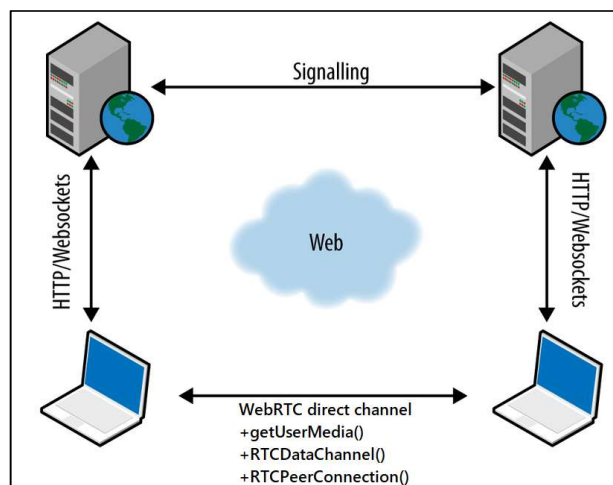 Signalling
HTTP/Websockets
Web
HTTP/Websockets
WebRTC direct channel
+getUserMedia()
+RTCDataChannel()
+RTCPeerConnection()